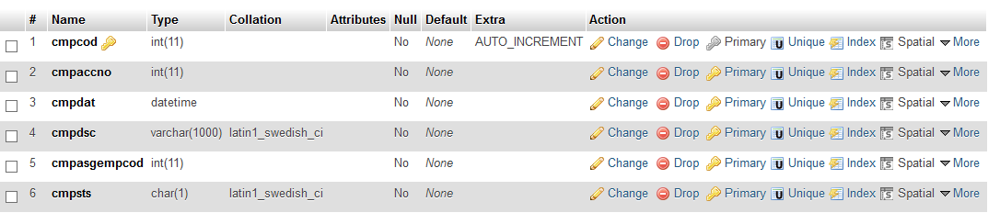 # Name Type Collation Attributes Null Default Extra Action
1 cmpcod int(11) No None AUTO_INCREMENT Change Drop Primary Unique Index Spatial More
2 cmpaccno int(11) No None Change Drop Primary Unique Index Spatial More
3 cmpdat datetime No None Change Drop Primary Unique Index Spatial More
4 cmpdsc varchar(1000) latin1_swedish_ci No None Change Drop Primary Unique Index Spatial More
5 cmpasgempcod int(11) No None Change Drop Primary Unique Index Spatial More
6 cmpsts char(1) latin1_swedish_ci No None Change Drop Primary Unique Index Spatial More